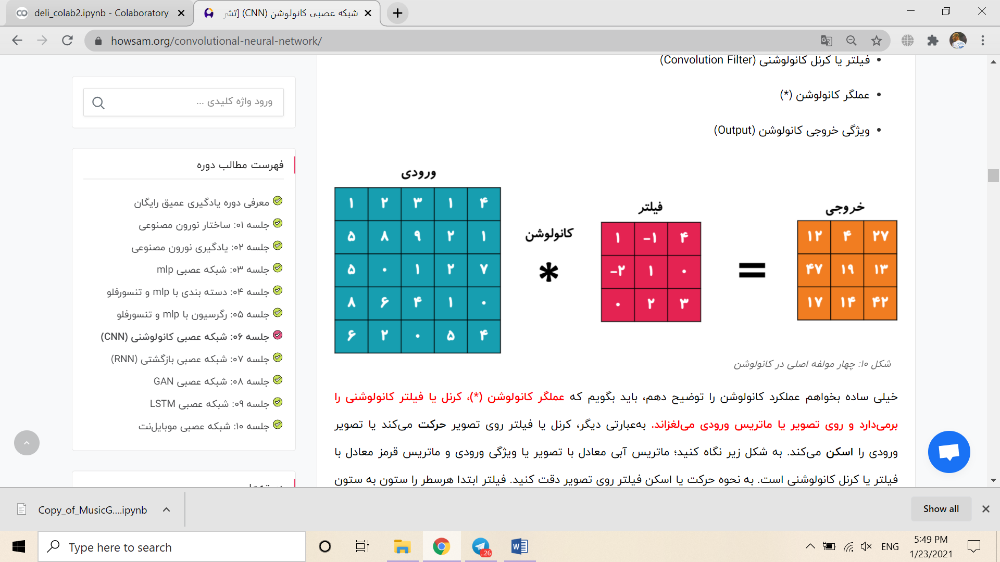 deli_colab2.ipynb - Colaboratory
شبکه عصبی کانولوشن (CNN) [تشر
howsam.org/convolutional-neural-network/
ورود واژه کلیدی ...
فهرست مطالب دوره
معرفی دوره یادگیری عمیق رایگان
جلسه ۰۱: ساختار نورون مصنوعی
جلسه ۰۲: یادگیری نورون مصنوعی
جلسه ۰۳: شبکه عصبی mlp
جلسه ۰۴: دسته بندی با mlp و تنسورفلو
جلسه ۰۵: رگرسیون با mlp و تنسورفلو
جلسه ۰۶: شبکه عصبی کانولوشنی (CNN)
جلسه ۰۷: شبکه عصبی بازگشتی (RNN)
جلسه ۰۸: شبکه عصبی GAN
جلسه ۰۹: شبکه عصبی LSTM
جلسه ۱۰: شبکه عصبی موبایل‌نت
فیلتر یا کرنل کانولوشنی (Convolution Filter)
عملگر کانولوشن (*)
ویژگی خروجی کانولوشن (Output)
ورودی
۱ ۲ ۳ ۱ ۴
۵ ۸ ۹ ۲ ۱
۵ ۰ ۱ ۲ ۷
۸ ۶ ۴ ۱ ۰
۶ ۲ ۰ ۵ ۴
کانولوشن
*
فیلتر
۱ -۱ ۴
-۲ ۱ ۰
۰ ۲ ۳
=
خروجی
۱۲ ۴ ۲۷
۴۷ ۱۹ ۱۳
۱۷ ۱۴ ۴۲
شکل ۱۰: چهار مولفه اصلی در کانولوشن
خیلی ساده بخواهم عملکرد کانولوشن را توضیح دهم، باید بگویم که عملگر کانولوشن (*)، کرنل یا فیلتر کانولوشنی را
برمی‌دارد و روی تصویر یا ماتریس ورودی می‌لغزاند. به‌عبارتی دیگر، کرنل یا فیلتر روی تصویر حرکت می‌کند یا تصویر
ورودی را اسکن می‌کند. به شکل زیر نگاه کنید؛ ماتریس آبی معادل با تصویر یا ویژگی ورودی و ماتریس قرمز معادل با
فیلتر یا کرنل کانولوشنی است. به نحوه حرکت یا اسکن فیلتر روی تصویر دقت کنید. فیلتر ابتدا هرسطر را ستون به ستون
Copy_of_MusicG....ipynb
Show all
Type here to search
..26
ENG
5:49 PM
1/23/2021